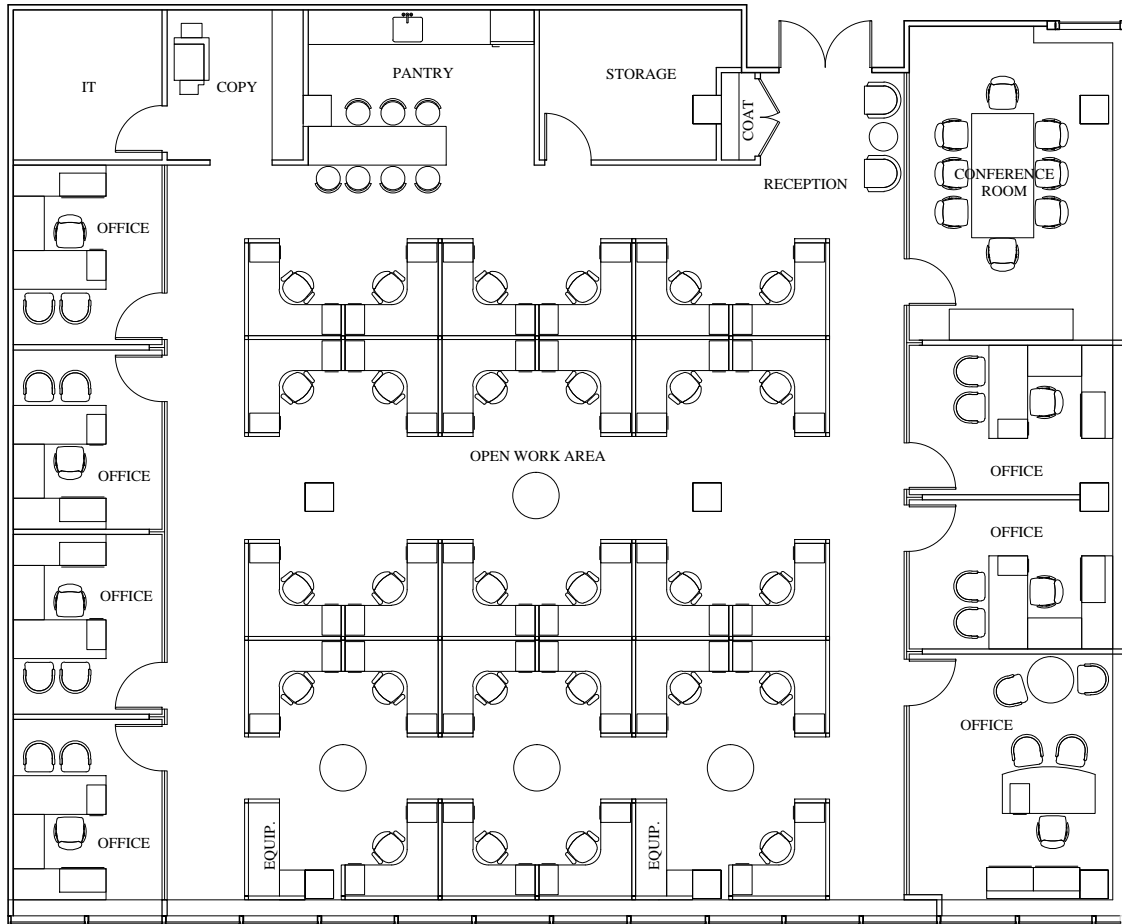 IT
COPY
PANTRY
STORAGE
COAT
RECEPTION
CONFERENCE
ROOM
OFFICE
OPEN WORK AREA
OFFICE
OFFICE
OFFICE
OFFICE
OFFICE
EQUIP.
EQUIP.
OFFICE